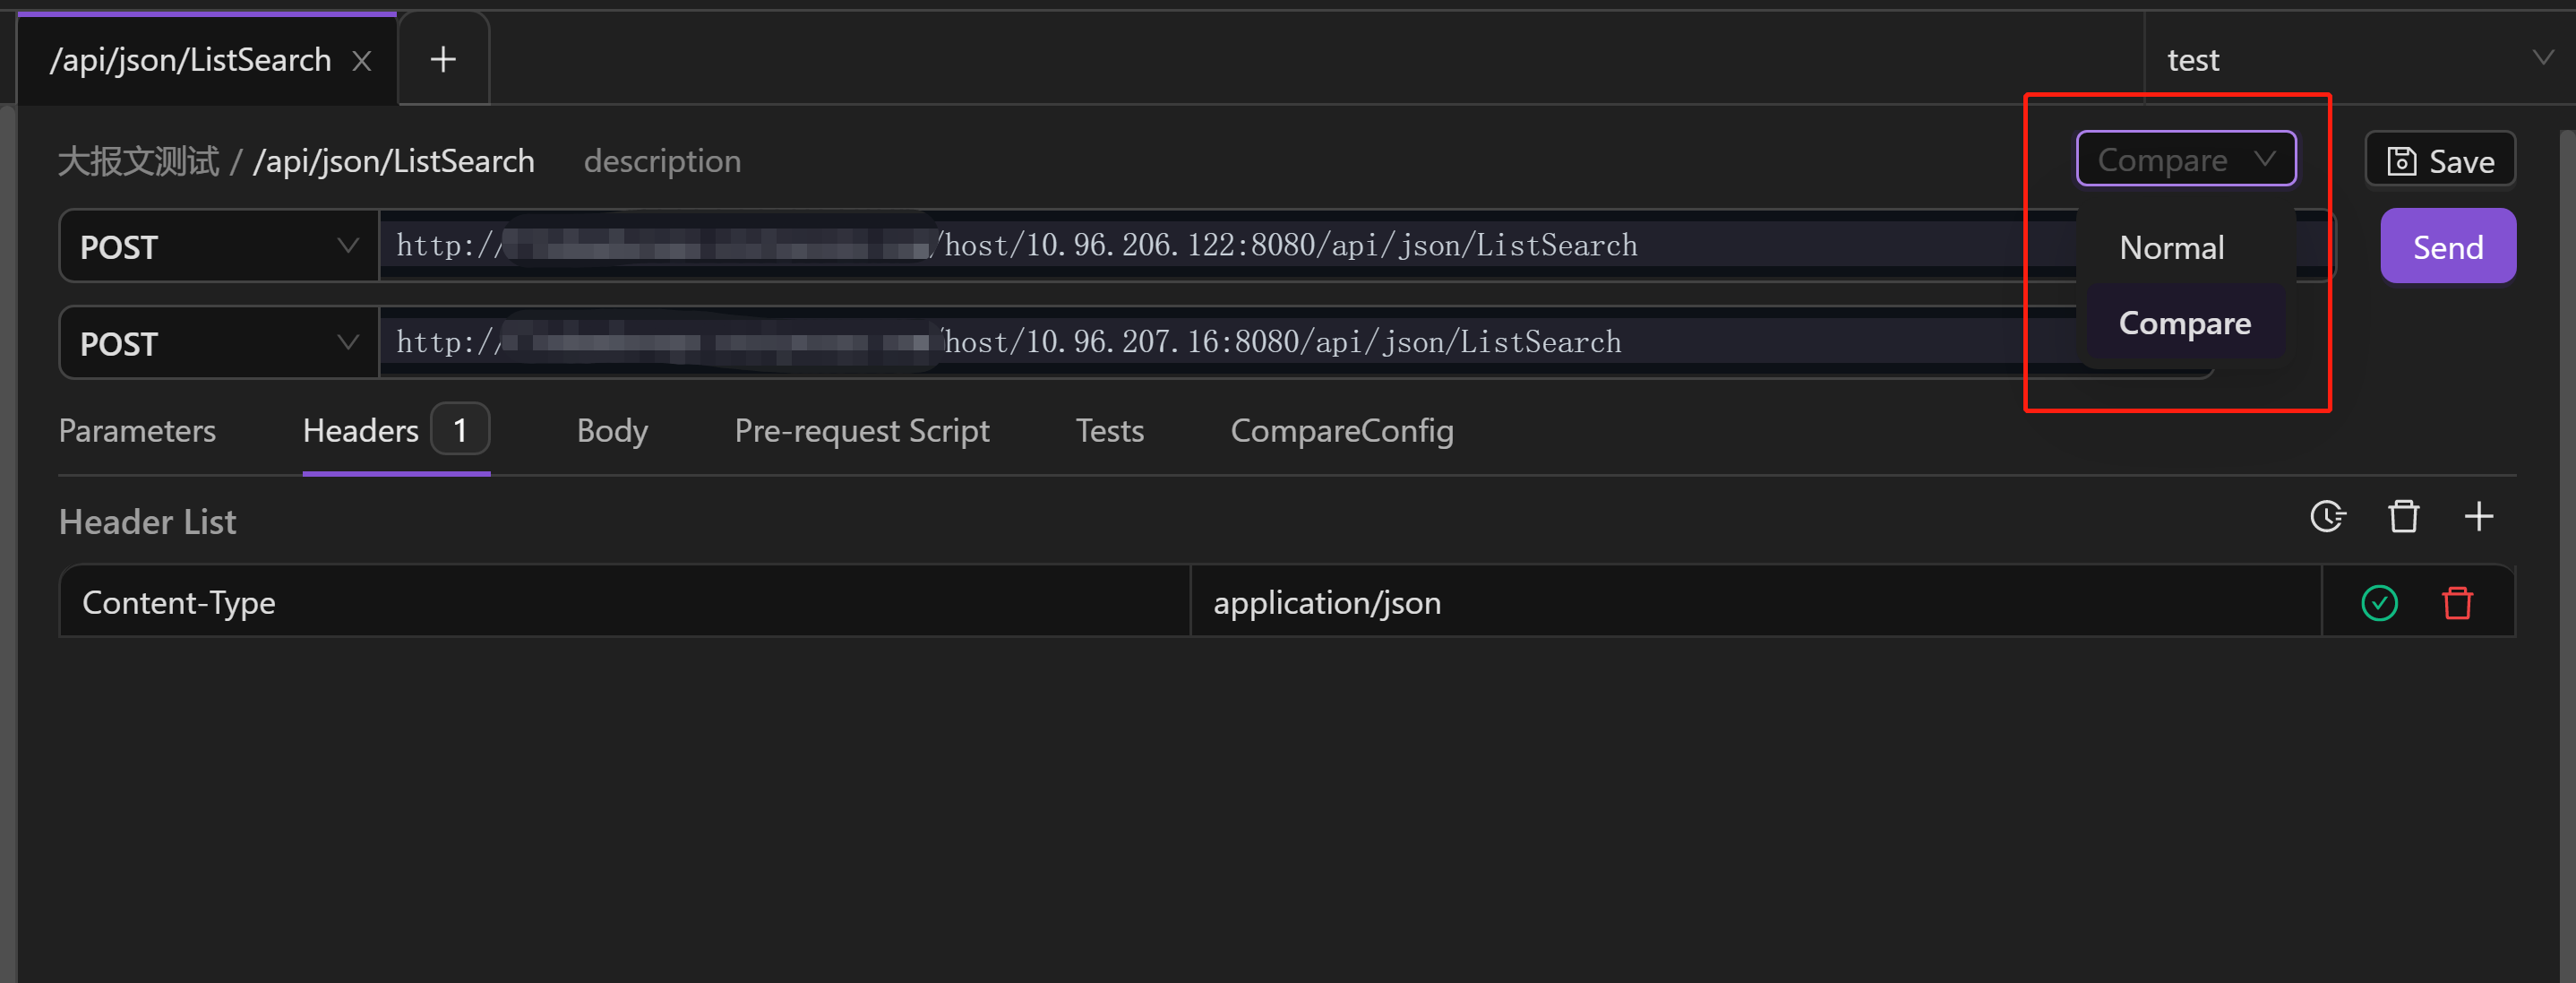 /api/json/ListSearch
test
大报文测试 / /api/json/ListSearch description
Compare
Save
POST http:// /host/10.96.206.122:8080/api/json/ListSearch
Normal
Send
POST http:// host/10.96.207.16:8080/api/json/ListSearch
Compare
Parameters Headers 1 Body Pre-request Script Tests CompareConfig
Header List
Content-Type application/json